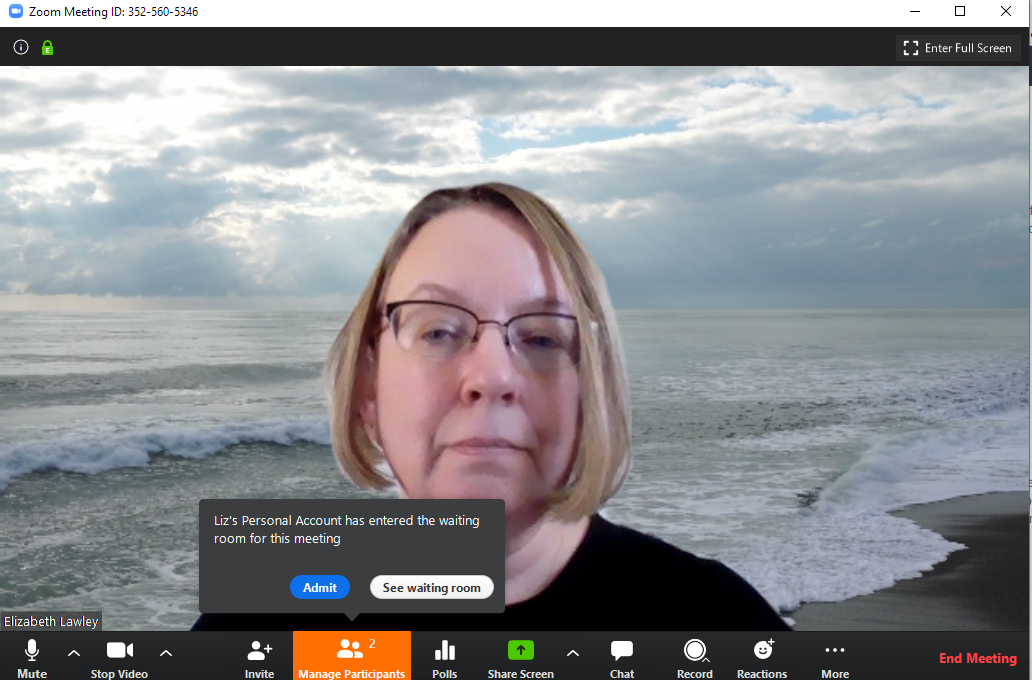 Zoom Meeting ID: 352-560-5346
E
Enter Full Screen
Liz's Personal Account has entered the waiting
room for this meeting
Admit
See waiting room
Elizabeth Lawley
2
Mute
Stop Video
Invite
Manage Participants
Polls
Share Screen
Chat
Record
Reactions
More
End Meeting